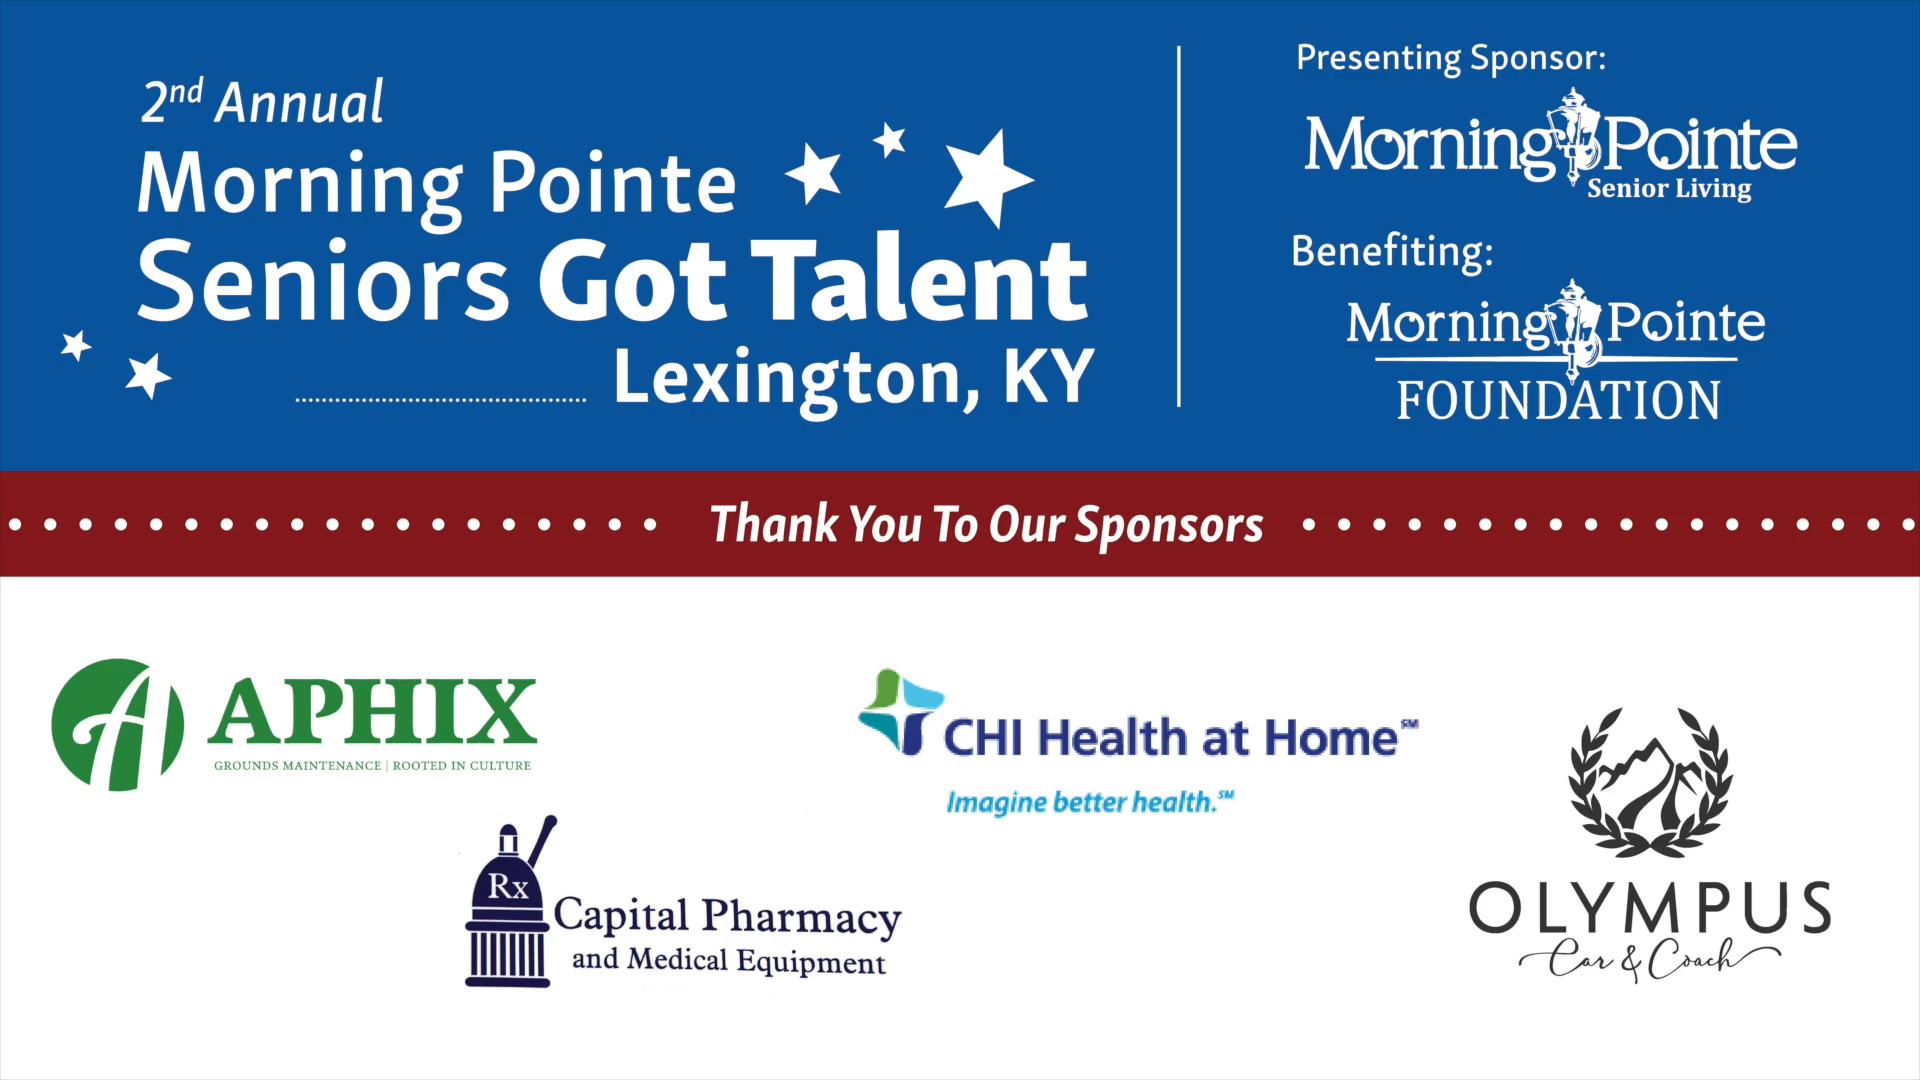 2nd Annual
Morning Pointe
Seniors Got Talent
Lexington, KY
Presenting Sponsor:
Morning Pointe
Senior Living
Benefiting:
Morning Pointe
FOUNDATION
Thank You To Our Sponsors
APHIX
GROUNDS MAINTENANCE | ROOTED IN CULTURE
CHI Health at Home℠
Imagine better health.℠
Rx
Capital Pharmacy
and Medical Equipment
OLYMPUS
Car & Coach